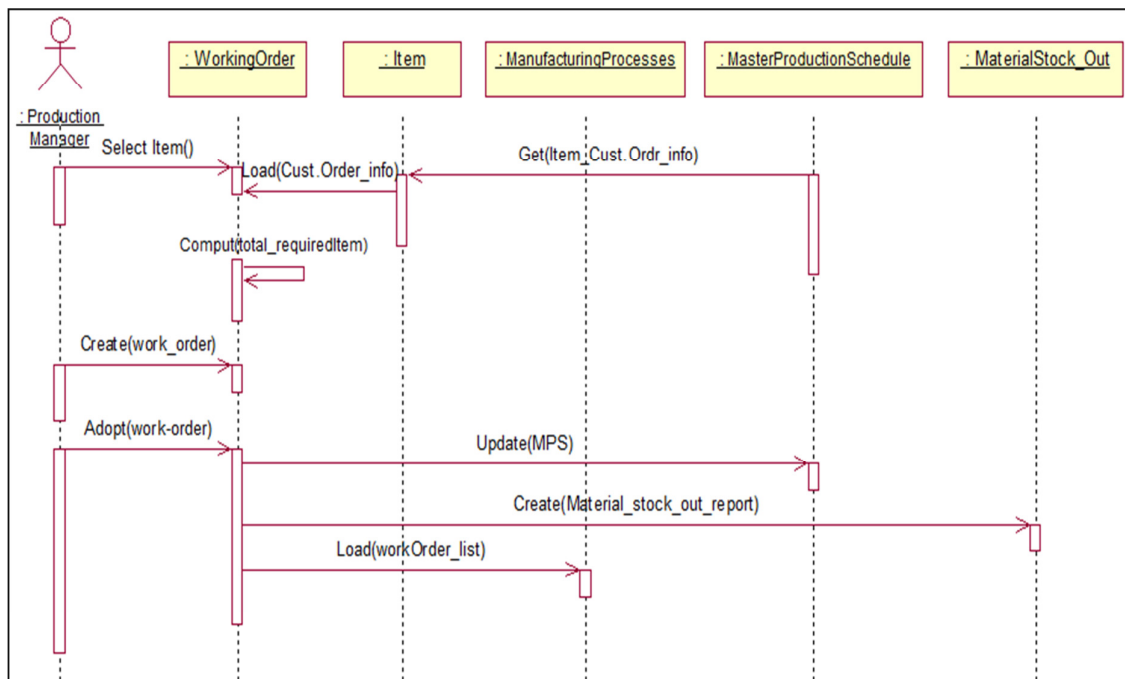 : WorkingOrder
: Item
: ManufacturingProcesses
: MasterProductionSchedule
: MaterialStock_Out
: Production
Manager
Select Item()
Get(Item_Cust.Ordr_info)
Load(Cust.Order_info)
Comput(total_requiredItem)
Create(work_order)
Adopt(work-order)
Update(MPS)
Create(Material_stock_out_report)
Load(workOrder_list)